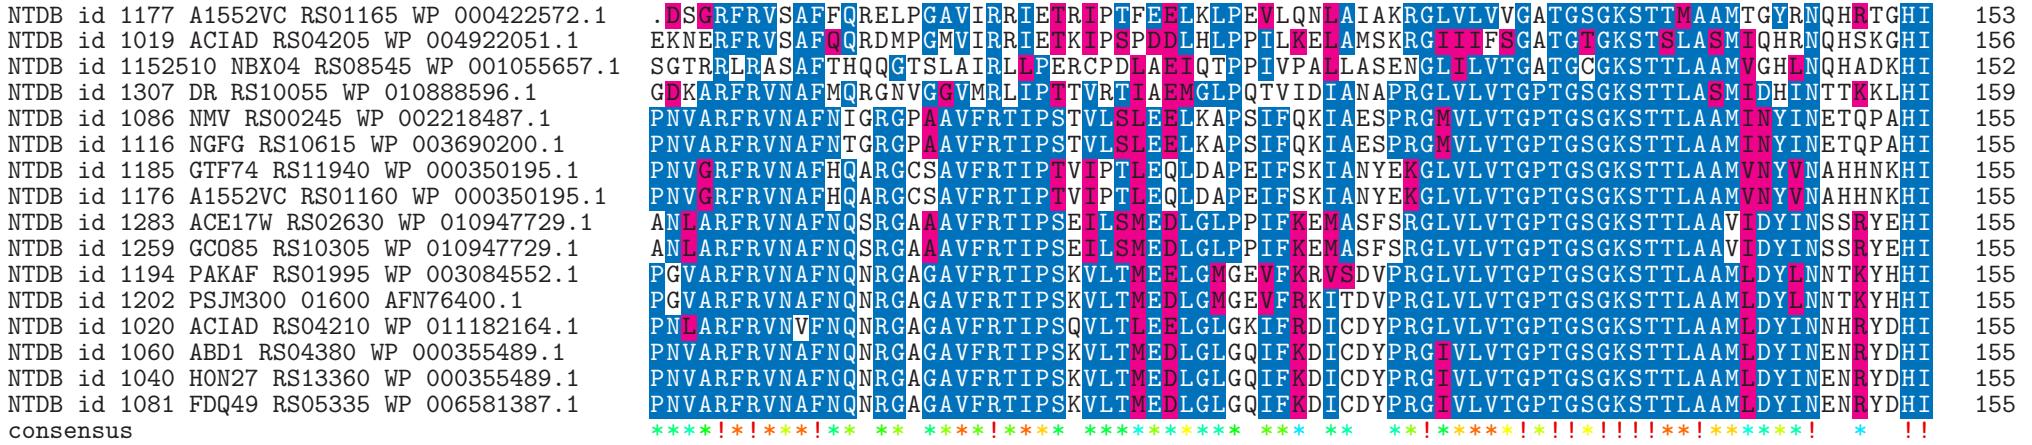 NTDB id 1177 A1552VC RS01165 WP 000422572.1 .DSGRFRVSAFFQRELPGAVIRRIETRIPTFEELKLPEVLQNLAIAKRGLVLVVGATGSGKSTTMAAMTGYRNQHRTGHI 153
NTDB id 1019 ACIAD RS04205 WP 004922051.1 EKNERFRVSAFQQRDMPGMVIRRIETKIPSPDDLHLPPILKELAMSKRGIIIFSGATGTGKSTSLASMIQHRNQHSKGHI 156
NTDB id 1152510 NBX04 RS08545 WP 001055657.1 SGTRRLRASAFTHQQGTSLAIRLLPERCPDLAEIQTPPIVPALLASENGLILVTGATGCGKSTTLAAMVGHLNQHADKHI 152
NTDB id 1307 DR RS10055 WP 010888596.1 GDKARFRVNAFMQRGNVGGVMRLIPTTVRTIAEMGLPQTVIDIANAPRGLVLVTGPTGSGKSTTLASMIDHINTTKKLHI 159
NTDB id 1086 NMV RS00245 WP 002218487.1 PNVARFRVNAFNIGRGPAAVFRTIPSTVLSLEELKAPSIFQKIAESPRGMVLVTGPTGSGKSTTLAAMINYINETQPAHI 155
NTDB id 1116 NGFG RS10615 WP 003690200.1 PNVARFRVNAFNTGRGPAAVFRTIPSTVLSLEELKAPSIFQKIAESPRGMVLVTGPTGSGKSTTLAAMINYINETQPAHI 155
NTDB id 1185 GTF74 RS11940 WP 000350195.1 PNVGRFRVNAFHQARGCSAVFRTIPTVIPTLEQLDAPEIFSKIANYEKGLVLVTGPTGSGKSTTLAAMVNYVNAHHNKHI 155
NTDB id 1176 A1552VC RS01160 WP 000350195.1 PNVGRFRVNAFHQARGCSAVFRTIPTVIPTLEQLDAPEIFSKIANYEKGLVLVTGPTGSGKSTTLAAMVNYVNAHHNKHI 155
NTDB id 1283 ACE17W RS02630 WP 010947729.1 ANLARFRVNAFNQSRGAAAVFRTIPSEILSMEDLGLPPIFKEMASFSRGLVLVTGPTGSGKSTTLAAVIDYINSSRYEHI 155
NTDB id 1259 GCO85 RS10305 WP 010947729.1 ANLARFRVNAFNQSRGAAAVFRTIPSEILSMEDLGLPPIFKEMASFSRGLVLVTGPTGSGKSTTLAAVIDYINSSRYEHI 155
NTDB id 1194 PAKAF RS01995 WP 003084552.1 PGVARFRVNAFNQNRGAGAVFRTIPSKVLTMEELGMGEVFKRVSDVPRGLVLVTGPTGSGKSTTLAAMLDYLNNTKYHHI 155
NTDB id 1202 PSJM300 01600 AFN76400.1 PGVARFRVNAFNQNRGAGAVFRTIPSKVLTMEDLGMGEVFRKITDVPRGLVLVTGPTGSGKSTTLAAMLDYLNNTKYHHI 155
NTDB id 1020 ACIAD RS04210 WP 011182164.1 PNLARFRVNVFNQNRGAGAVFRTIPSQVLTLEELGLGKIFRDICDYPRGLVLVTGPTGSGKSTTLAAMLDYINNHRYDHI 155
NTDB id 1060 ABD1 RS04380 WP 000355489.1 PNVARFRVNAFNQNRGAGAVFRTIPSKVLTMEDLGLGQIFKDICDYPRGIVLVTGPTGSGKSTTLAAMLDYINENRYDHI 155
NTDB id 1040 HON27 RS13360 WP 000355489.1 PNVARFRVNAFNQNRGAGAVFRTIPSKVLTMEDLGLGQIFKDICDYPRGIVLVTGPTGSGKSTTLAAMLDYINENRYDHI 155
NTDB id 1081 FDQ49 RS05335 WP 006581387.1 PNVARFRVNAFNQNRGAGAVFRTIPSKVLTMEDLGLGQIFKDICDYPRGIVLVTGPTGSGKSTTLAAMLDYINENRYDHI 155
consensus ****!*!***!** ** ****!**** ********** *** **  **!*****!*!!*!!!!**!******!  *  !!